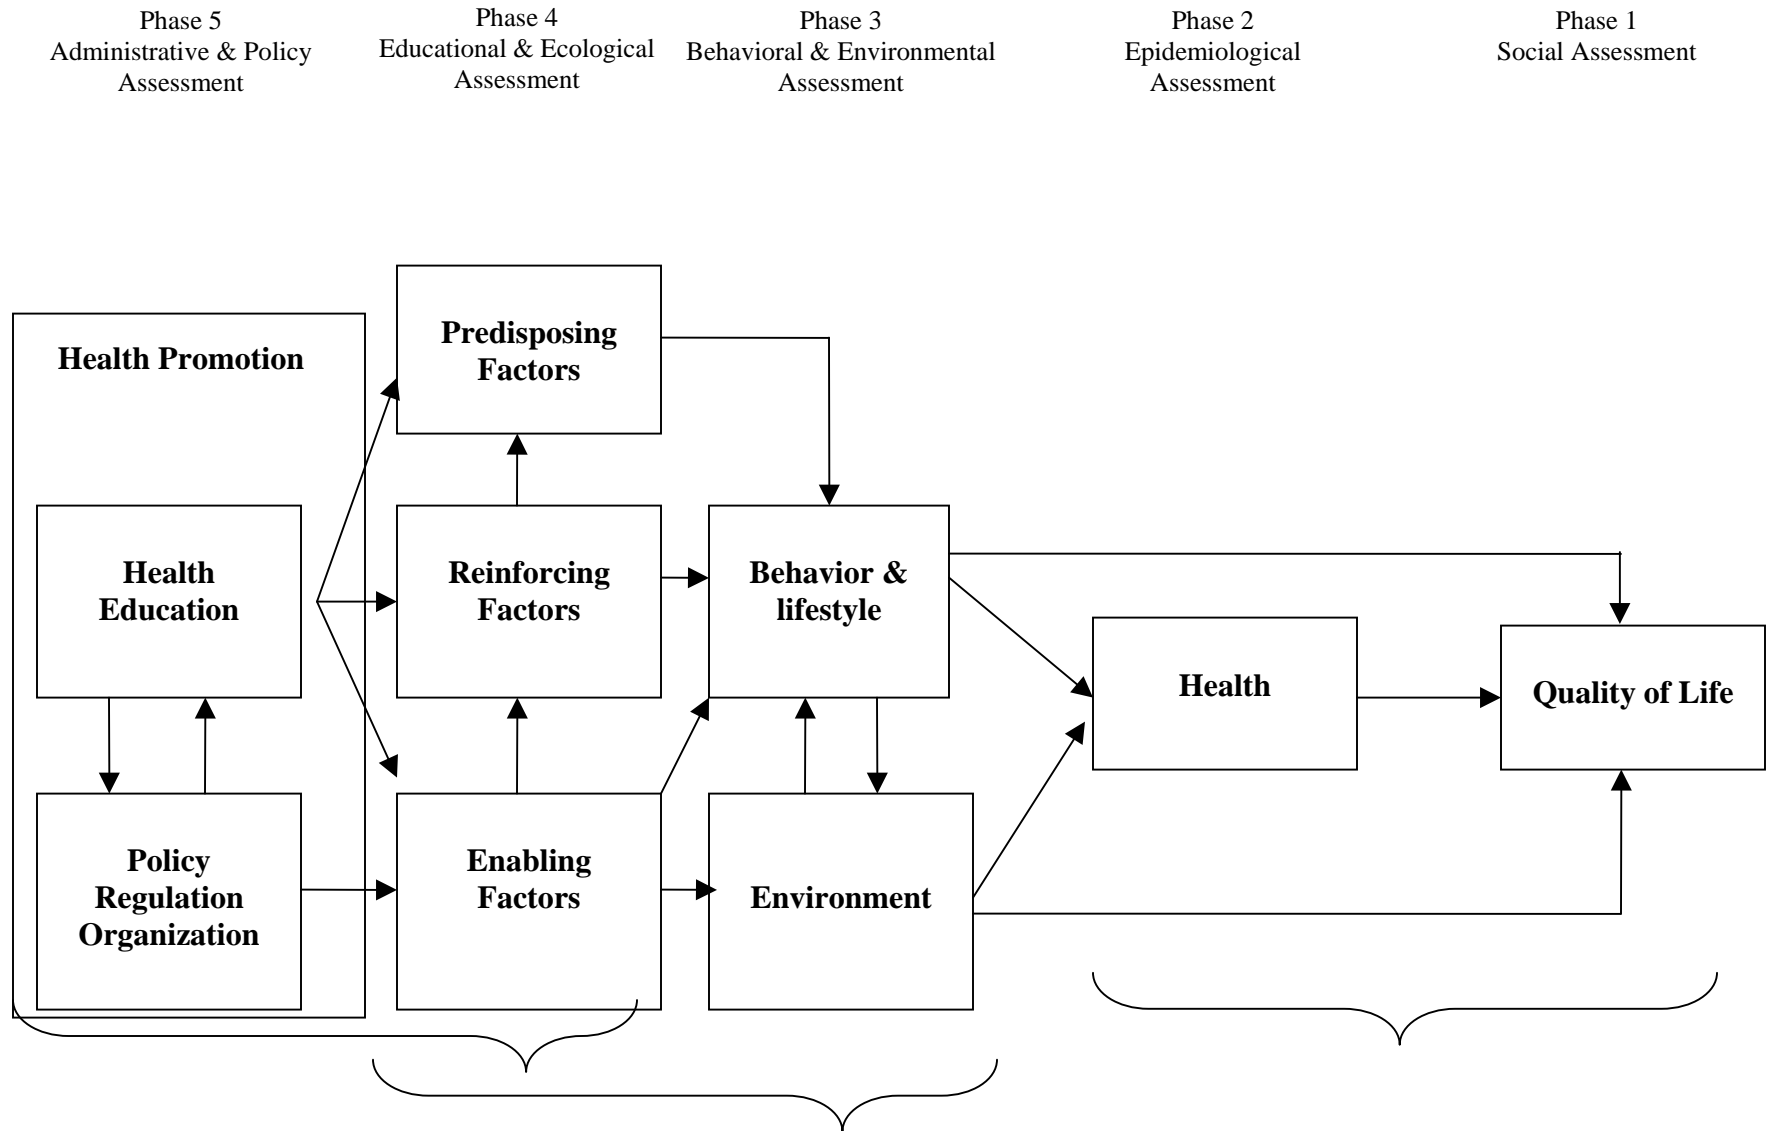 Phase 5
Administrative & Policy
Assessment
Phase 4
Educational & Ecological
Assessment
Phase 3
Behavioral & Environmental
Assessment
Phase 2
Epidemiological
Assessment
Phase 1
Social Assessment
Health Promotion
Predisposing
Factors
Health
Education
Reinforcing
Factors
Behavior &
lifestyle
Health
Quality of Life
Policy
Regulation
Organization
Enabling
Factors
Environment